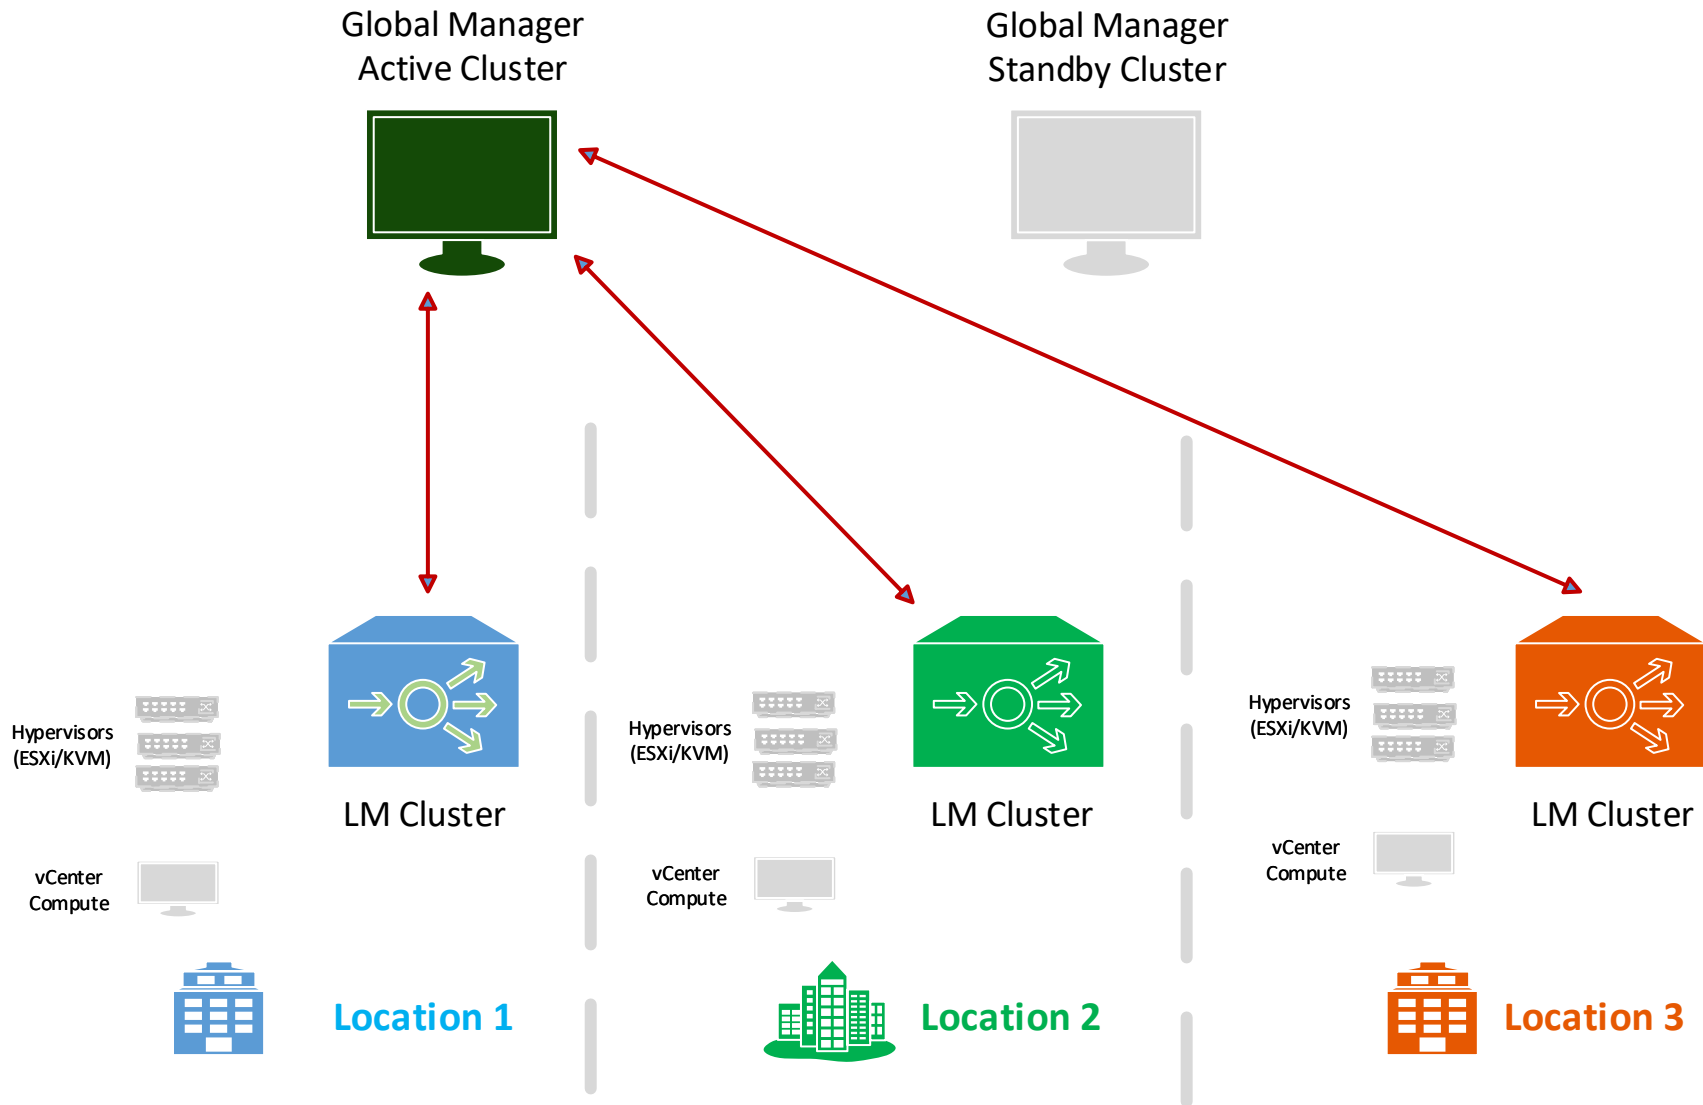 Global Manager
Active Cluster
Global Manager
Standby Cluster
Hypervisors
(ESXi/KVM)
LM Cluster
vCenter
Compute
Location 1
Hypervisors
(ESXi/KVM)
LM Cluster
vCenter
Compute
Location 2
Hypervisors
(ESXi/KVM)
LM Cluster
vCenter
Compute
Location 3